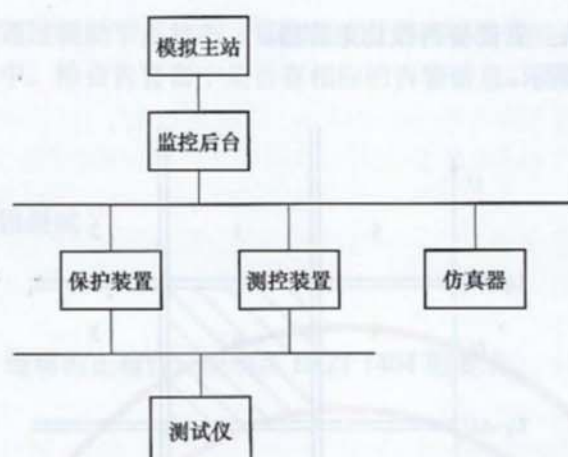 模拟主站
监控后台
保护装置
测控装置
仿真器
测试仪